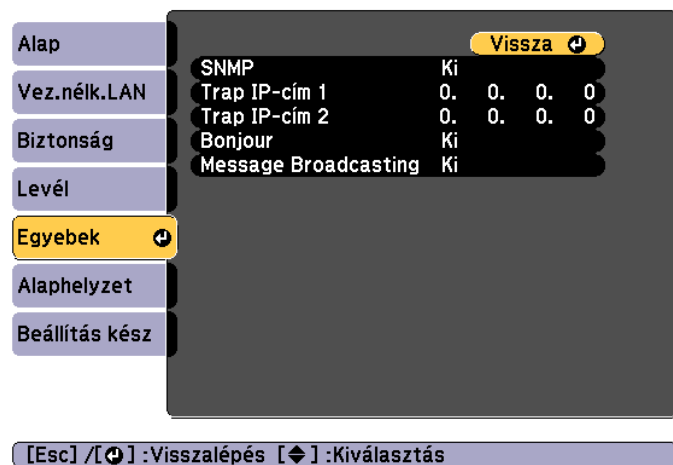 Alap
Vez.nélk.LAN
Biztonság
Levél
Egyebek
Alaphelyzet
Beállítás kész
Vissza
SNMP Ki
Trap IP-cím 1 0. 0. 0. 0
Trap IP-cím 2 0. 0. 0. 0
Bonjour Ki
Message Broadcasting Ki
[Esc] /[⏎] :Visszalépés [◆] :Kiválasztás